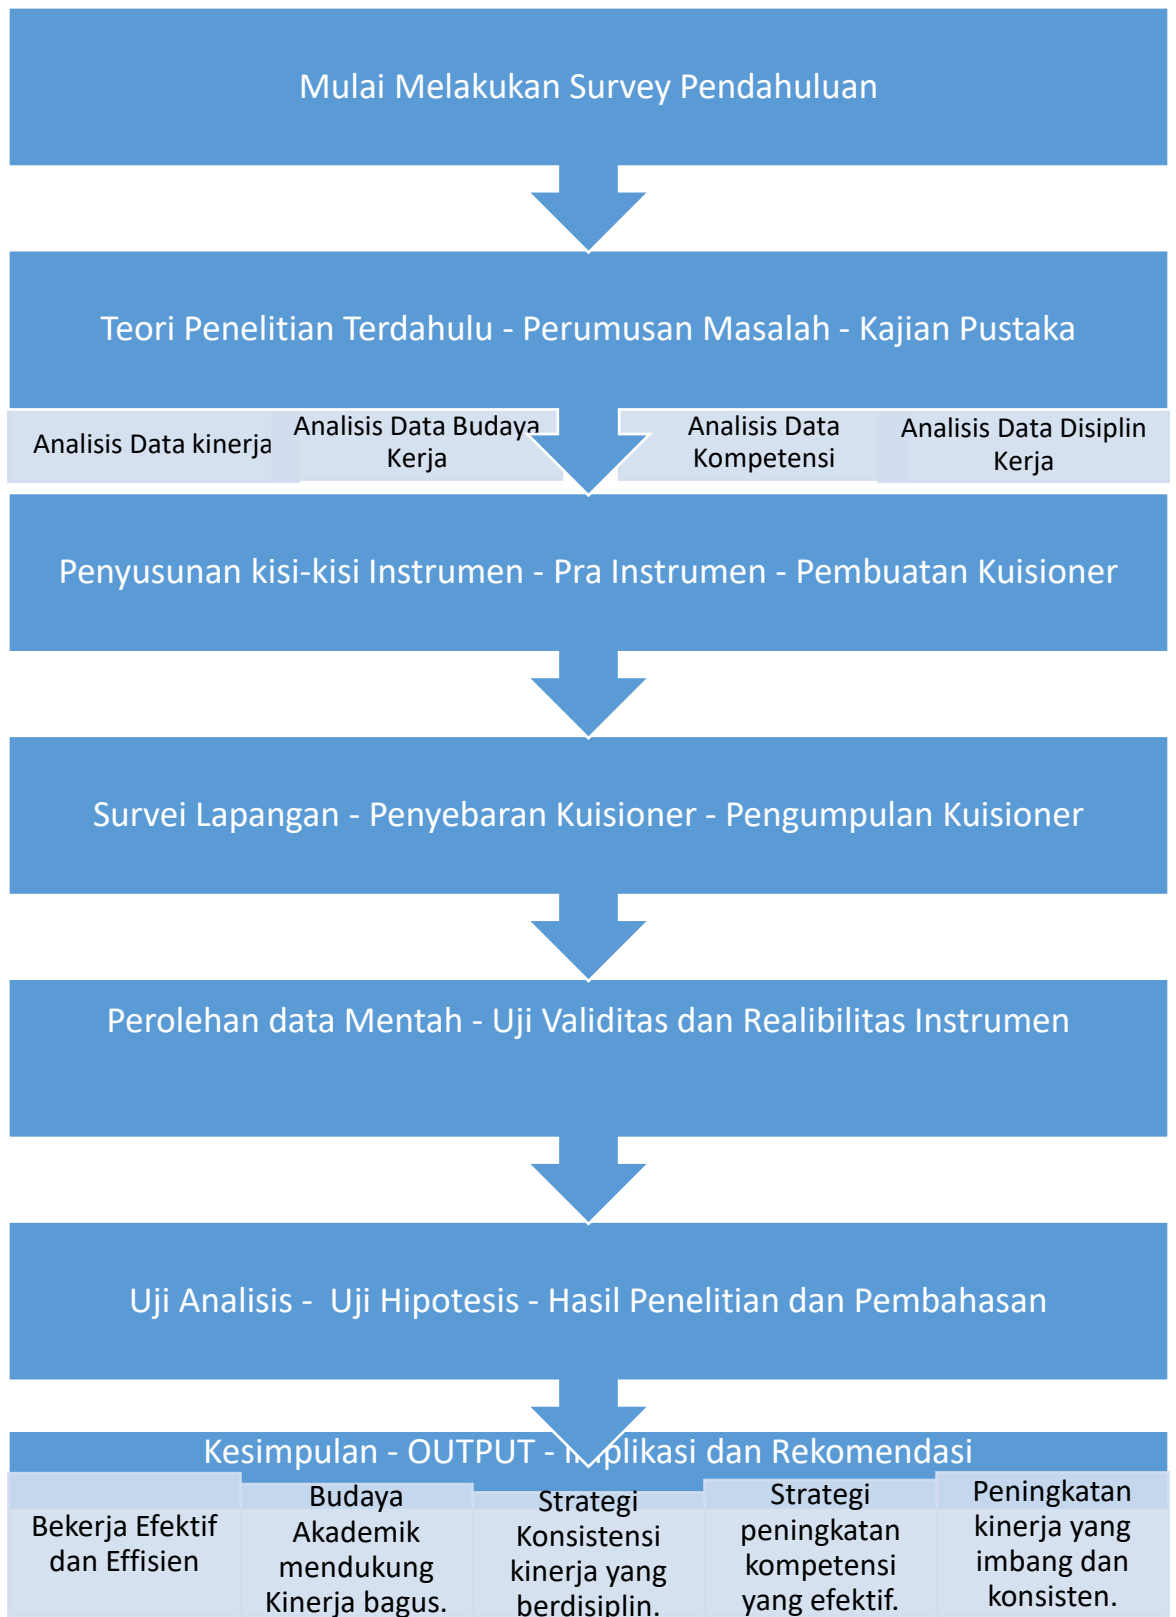 Mulai Melakukan Survey Pendahuluan
Teori Penelitian Terdahulu - Perumusan Masalah - Kajian Pustaka
Analisis Data kinerja
Analisis Data Budaya
Kerja
Analisis Data
Kompetensi
Analisis Data Disiplin
Kerja
Penyusunan kisi-kisi Instrumen - Pra Instrumen - Pembuatan Kuisioner
Survei Lapangan - Penyebaran Kuisioner - Pengumpulan Kuisioner
Perolehan data Mentah - Uji Validitas dan Realibilitas Instrumen
Uji Analisis - Uji Hipotesis - Hasil Penelitian dan Pembahasan
Kesimpulan - OUTPUT - Implikasi dan Rekomendasi
Bekerja Efektif
dan Effisien
Budaya
Akademik
mendukung
Kinerja bagus.
Strategi
Konsistensi
kinerja yang
berdisiplin.
Strategi
peningkatan
kompetensi
yang efektif.
Peningkatan
kinerja yang
imbang dan
konsisten.